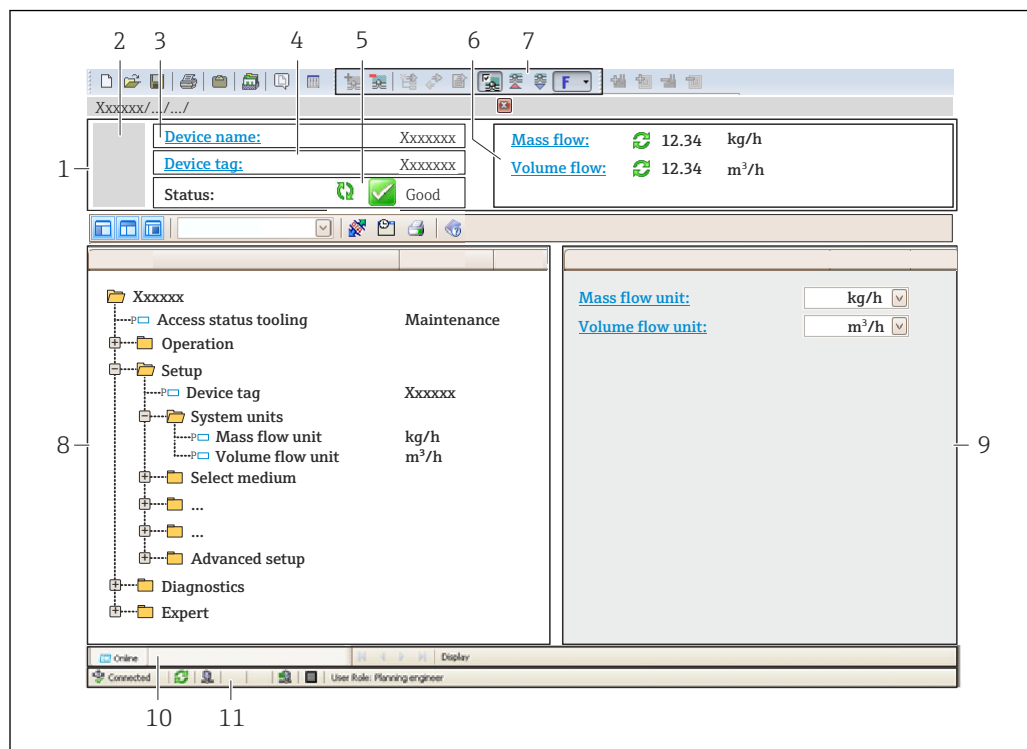 2 3 4 5 6 7
F
Xxxxxx/.../.../
1
Device name: Xxxxxxx
Device tag: Xxxxxxx
Status: Good
Mass flow: 12.34 kg/h
Volume flow: 12.34 m³/h
Xxxxxx
P Access status tooling Maintenance
Operation
Setup
P Device tag Xxxxxx
System units
P Mass flow unit kg/h
P Volume flow unit m³/h
Select medium
...
...
Advanced setup
Diagnostics
Expert
8
Mass flow unit: kg/h
Volume flow unit: m³/h
9
Online Display
Connected User Role: Planning engineer
10 11